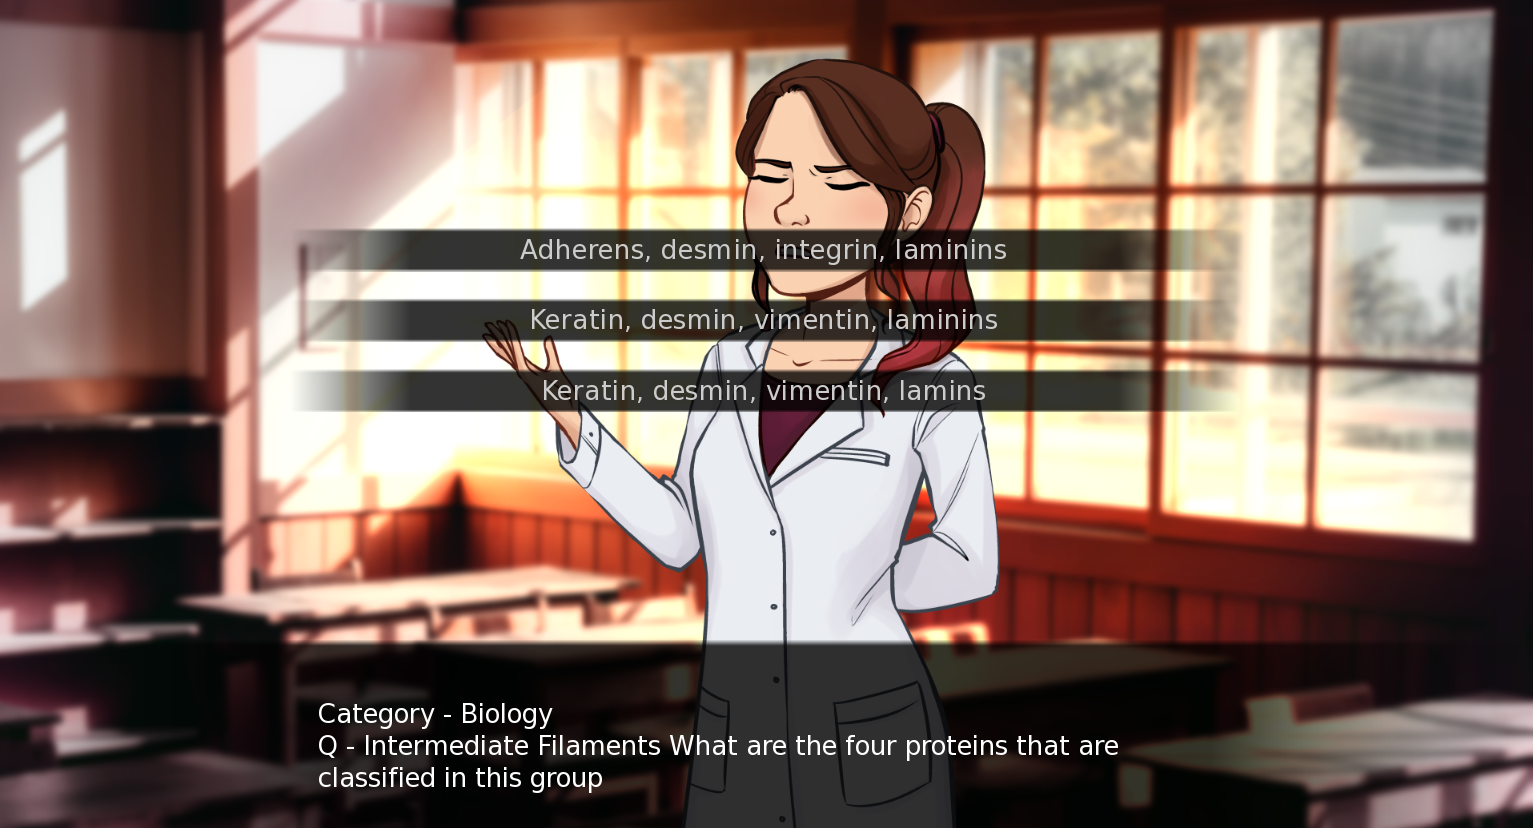 Adherens, desmin, integrin, laminins
Keratin, desmin, vimentin, laminins
Keratin, desmin, vimentin, lamins
Category - Biology
Q - Intermediate Filaments What are the four proteins that are
classified in this group